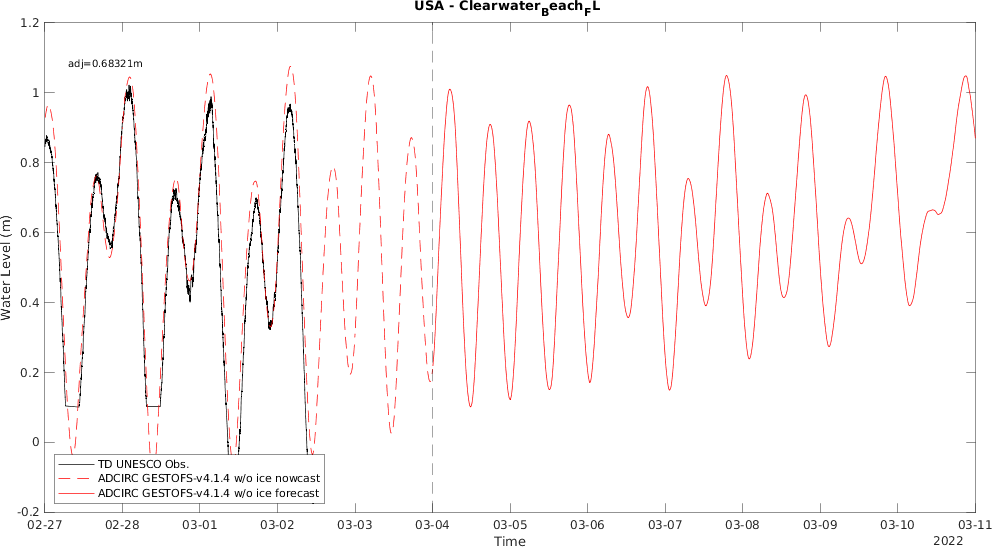 USA - Clearwater_Beach_FL
1.2
adj=0.68321m
1
0.8
0.6
0.4
0.2
0
-0.2
Water Level (m)
TD UNESCO Obs.
ADCIRC GESTOFS-v4.1.4 w/o ice nowcast
ADCIRC GESTOFS-v4.1.4 w/o ice forecast
02-27 02-28 03-01 03-02 03-03 03-04 03-05 03-06 03-07 03-08 03-09 03-10 03-11
Time
2022